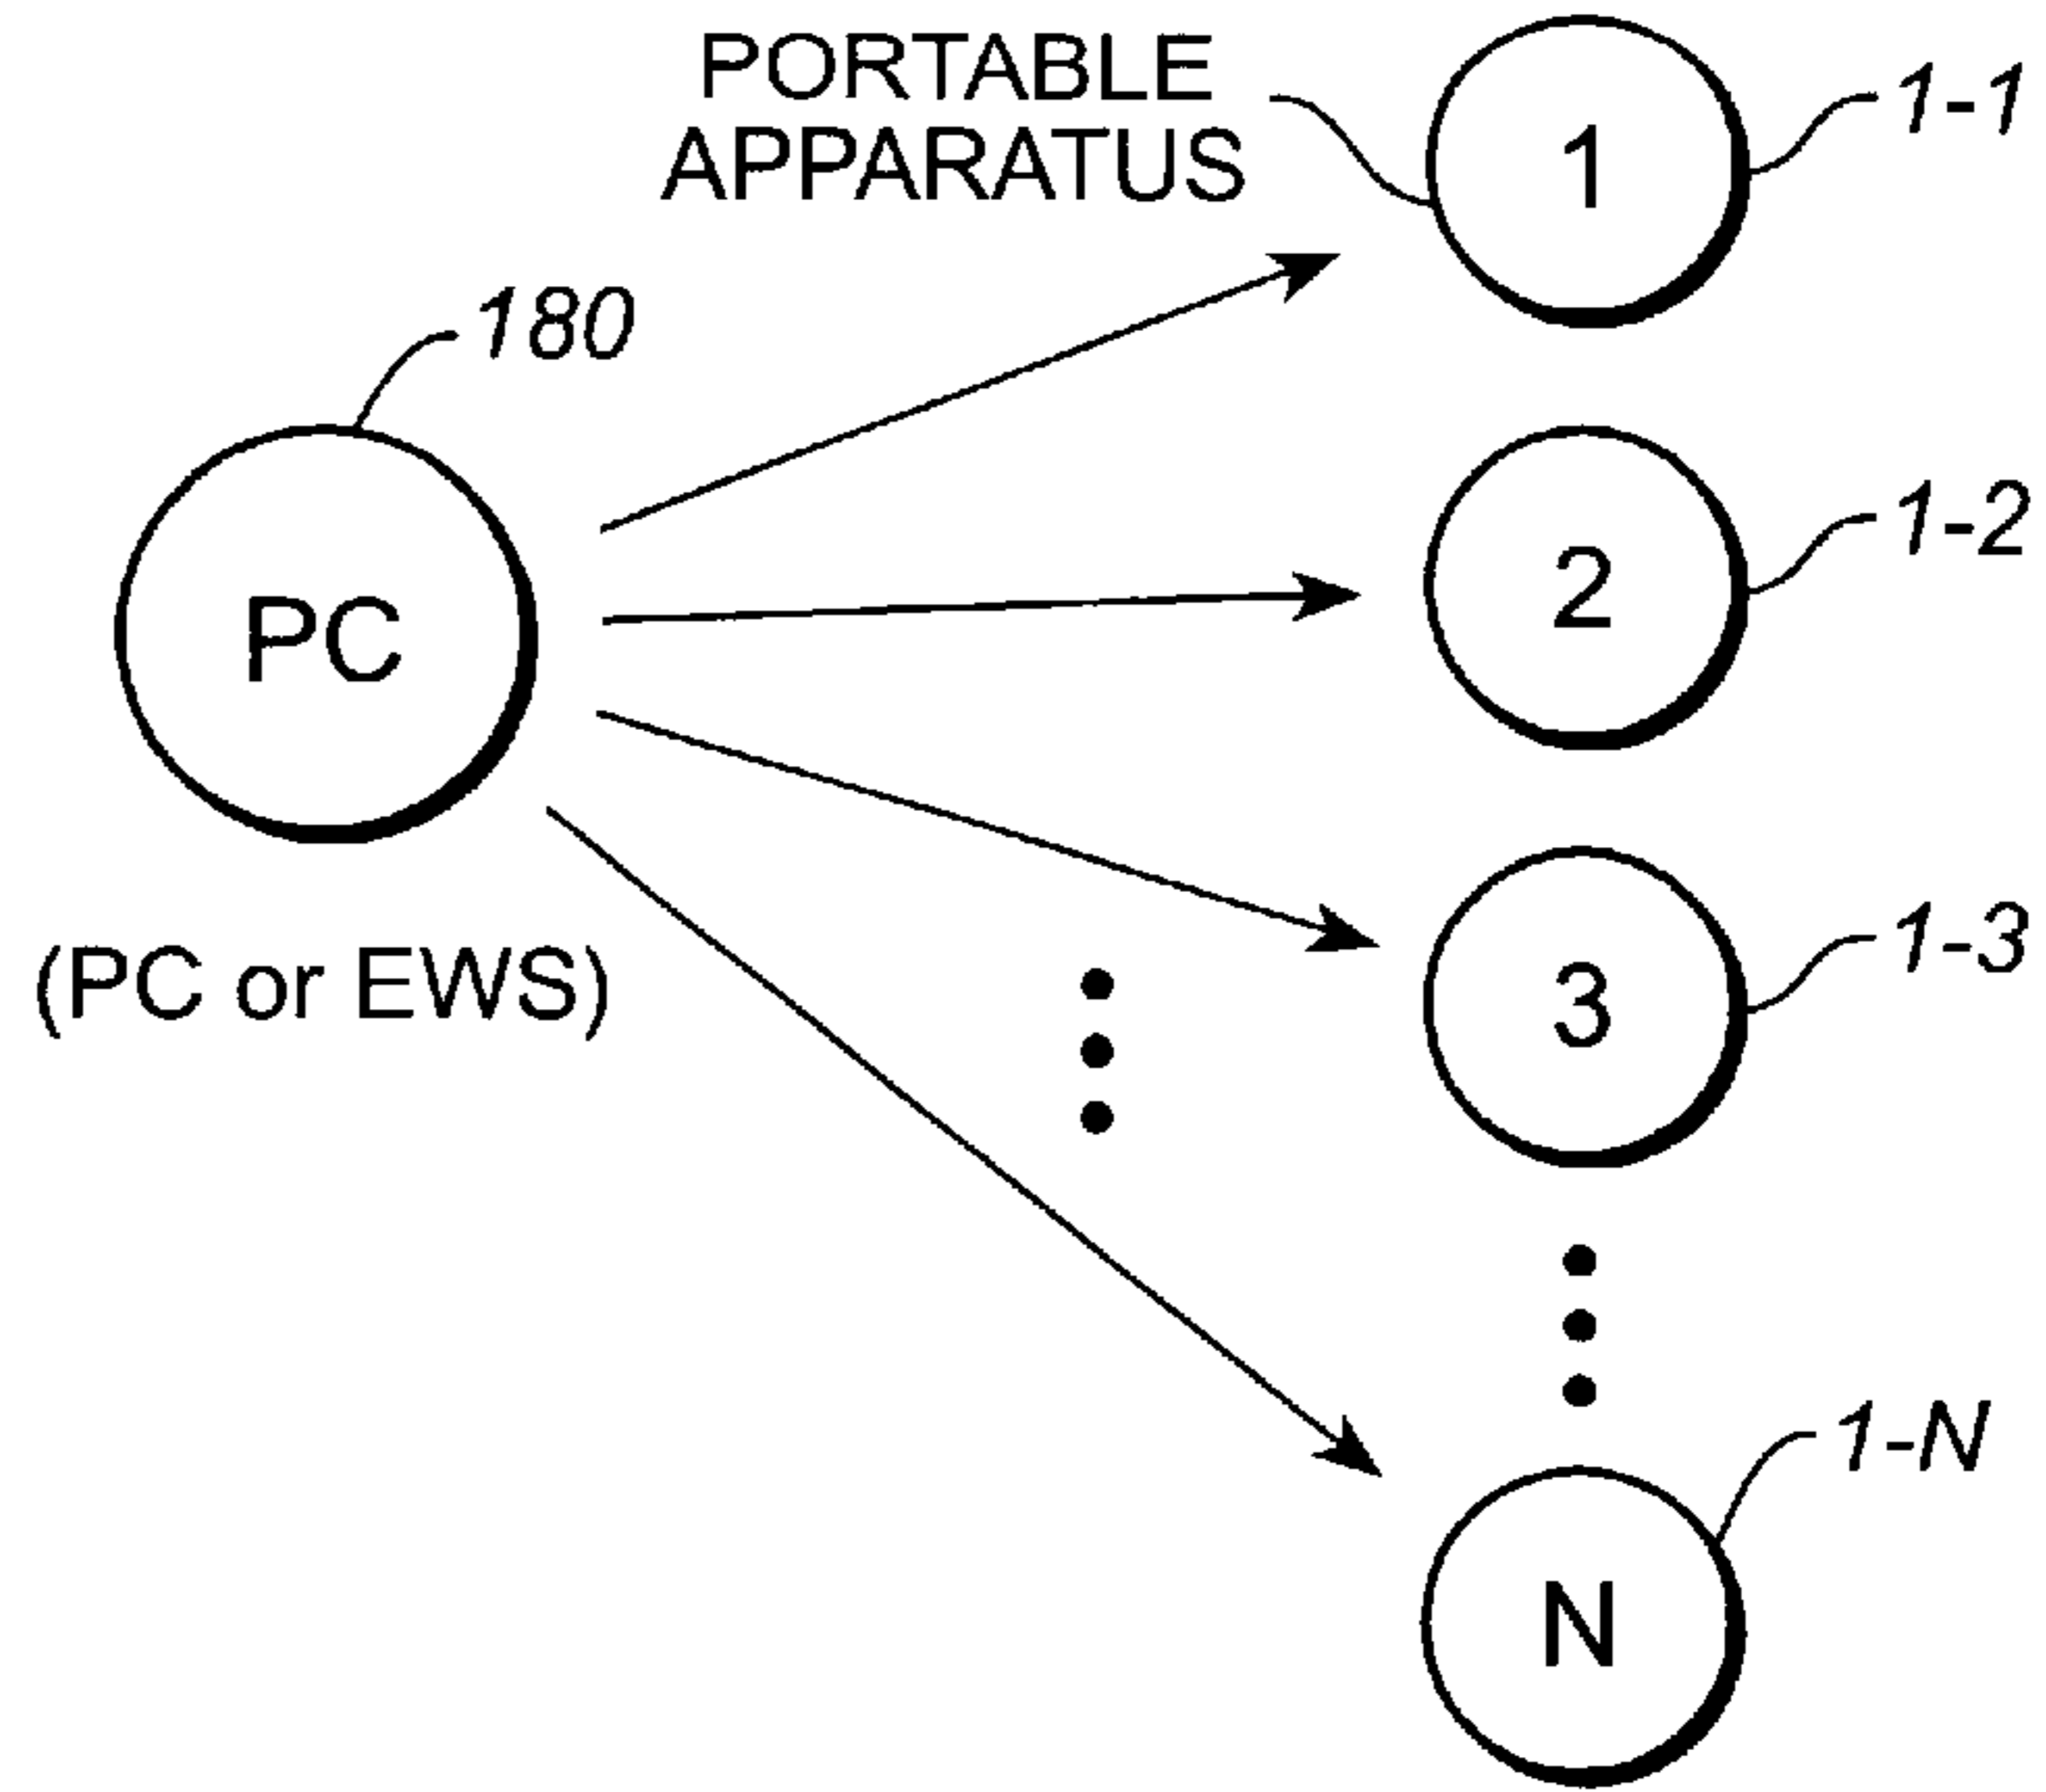 PORTABLE
APPARATUS
1
1-1
180
PC
(PC or EWS)
2
1-2
3
1-3
N
1-N